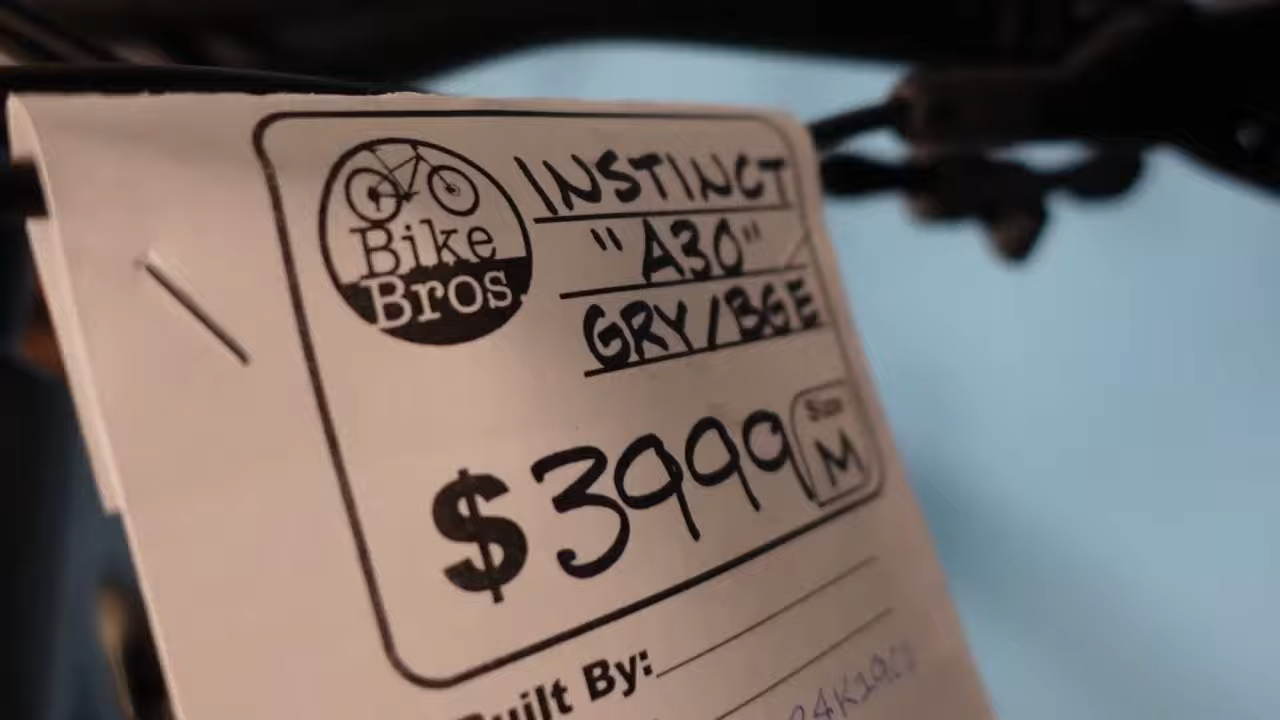 Bike
Bros.
INSTINCT
"A30"
GRY/BGE
$3999
Size
M
Built By: